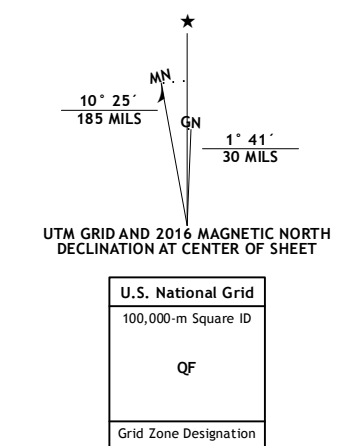 ★
MN
10° 25´
185 MILS
GN
1° 41´
30 MILS
UTM GRID AND 2016 MAGNETIC NORTH
DECLINATION AT CENTER OF SHEET
U.S. National Grid
100,000-m Square ID
QF
Grid Zone Designation